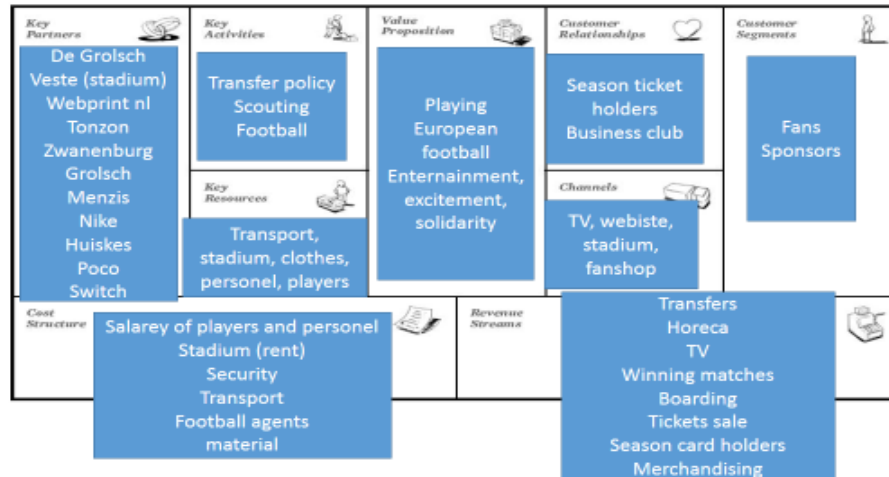 Key
Partners
De Grolsch
Veste (stadium)
Webprint nl
Tonzon
Zwanenburg
Grolsch
Menzis
Nike
Huiskes
Poco
Switch
Key
Activities
Transfer policy
Scouting
Football
Key
Resources
Transport,
stadium, clothes,
personel, players
Value
Proposition
Playing
European
football
Enternainment,
excitement,
solidarity
Customer
Relationships
Season ticket
holders
Business club
Channels
TV, webiste,
stadium,
fanshop
Customer
Segments
Fans
Sponsors
Cost
Structure
Salarey of players and personel
Stadium (rent)
Security
Transport
Football agents
material
Revenue
Streams
Transfers
Horeca
TV
Winning matches
Boarding
Tickets sale
Season card holders
Merchandising